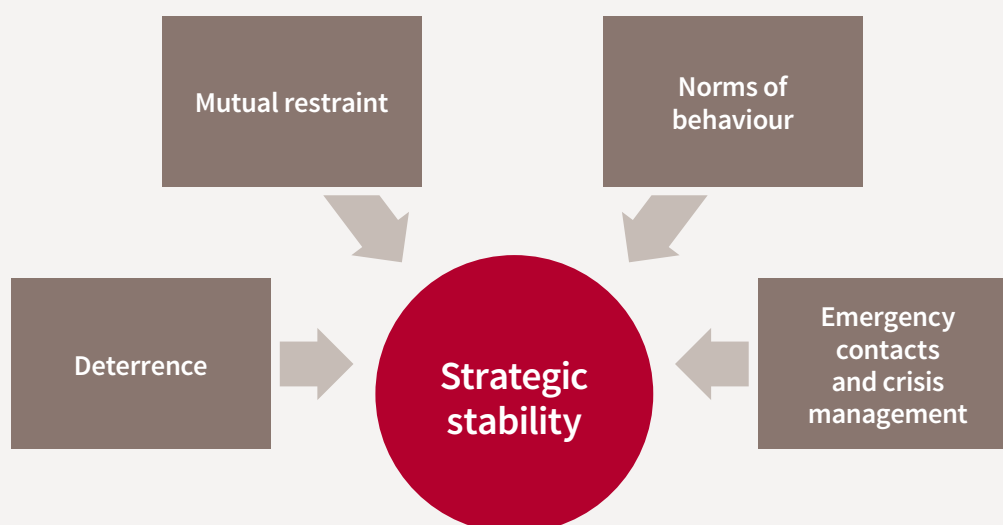 Mutual restraint
Norms of
behaviour
Deterrence
Strategic
stability
Emergency
contacts
and crisis
management